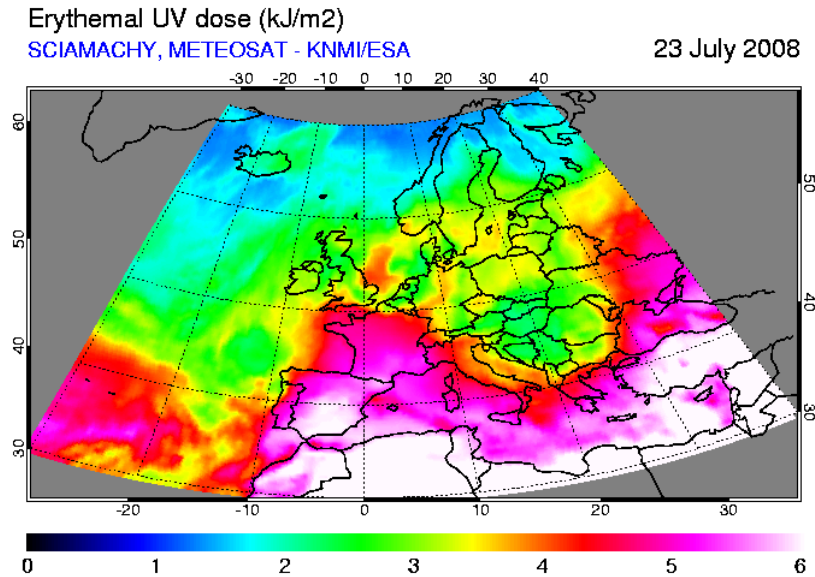 Erythemal UV dose (kJ/m2)
SCIAMACHY, METEOSAT - KNMI/ESA 23 July 2008
-30 -20 -10 0 10 20 30 40
60
50
50
40
40
30
30
-20 -10 0 10 20 30
0 1 2 3 4 5 6